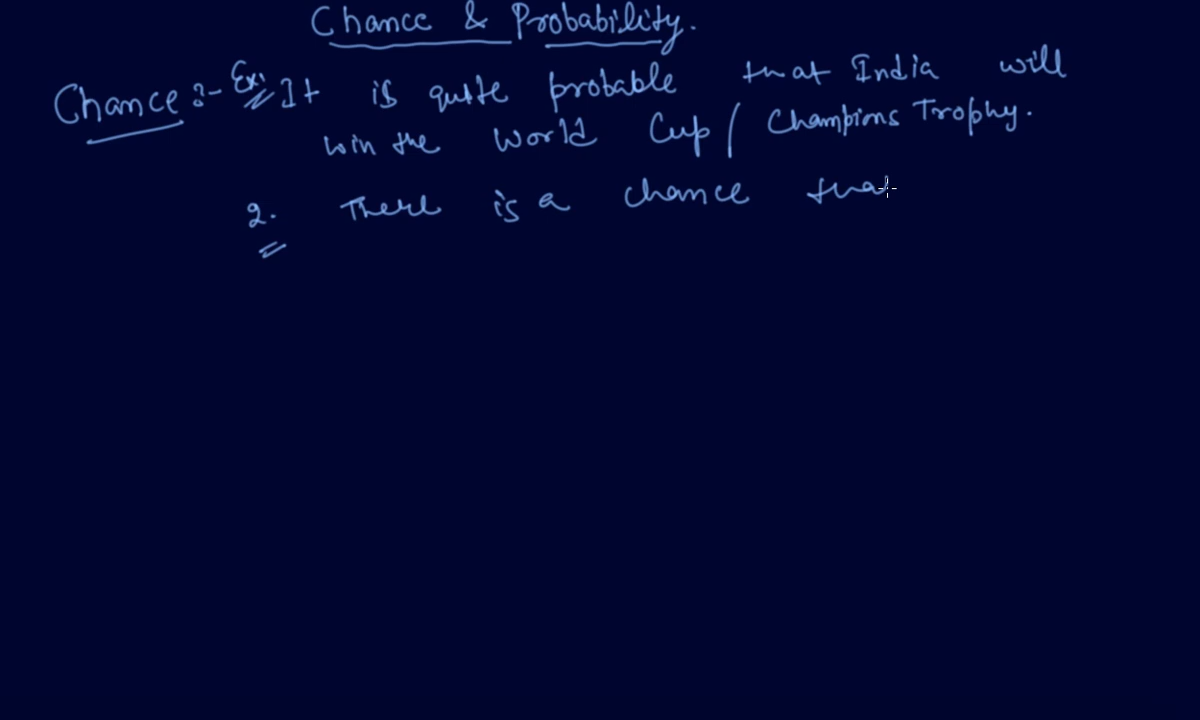 Chance & Probability.
Chance :- Ex: It is quite probable that India will
win the World Cup / Champions Trophy.
2. There is a chance that